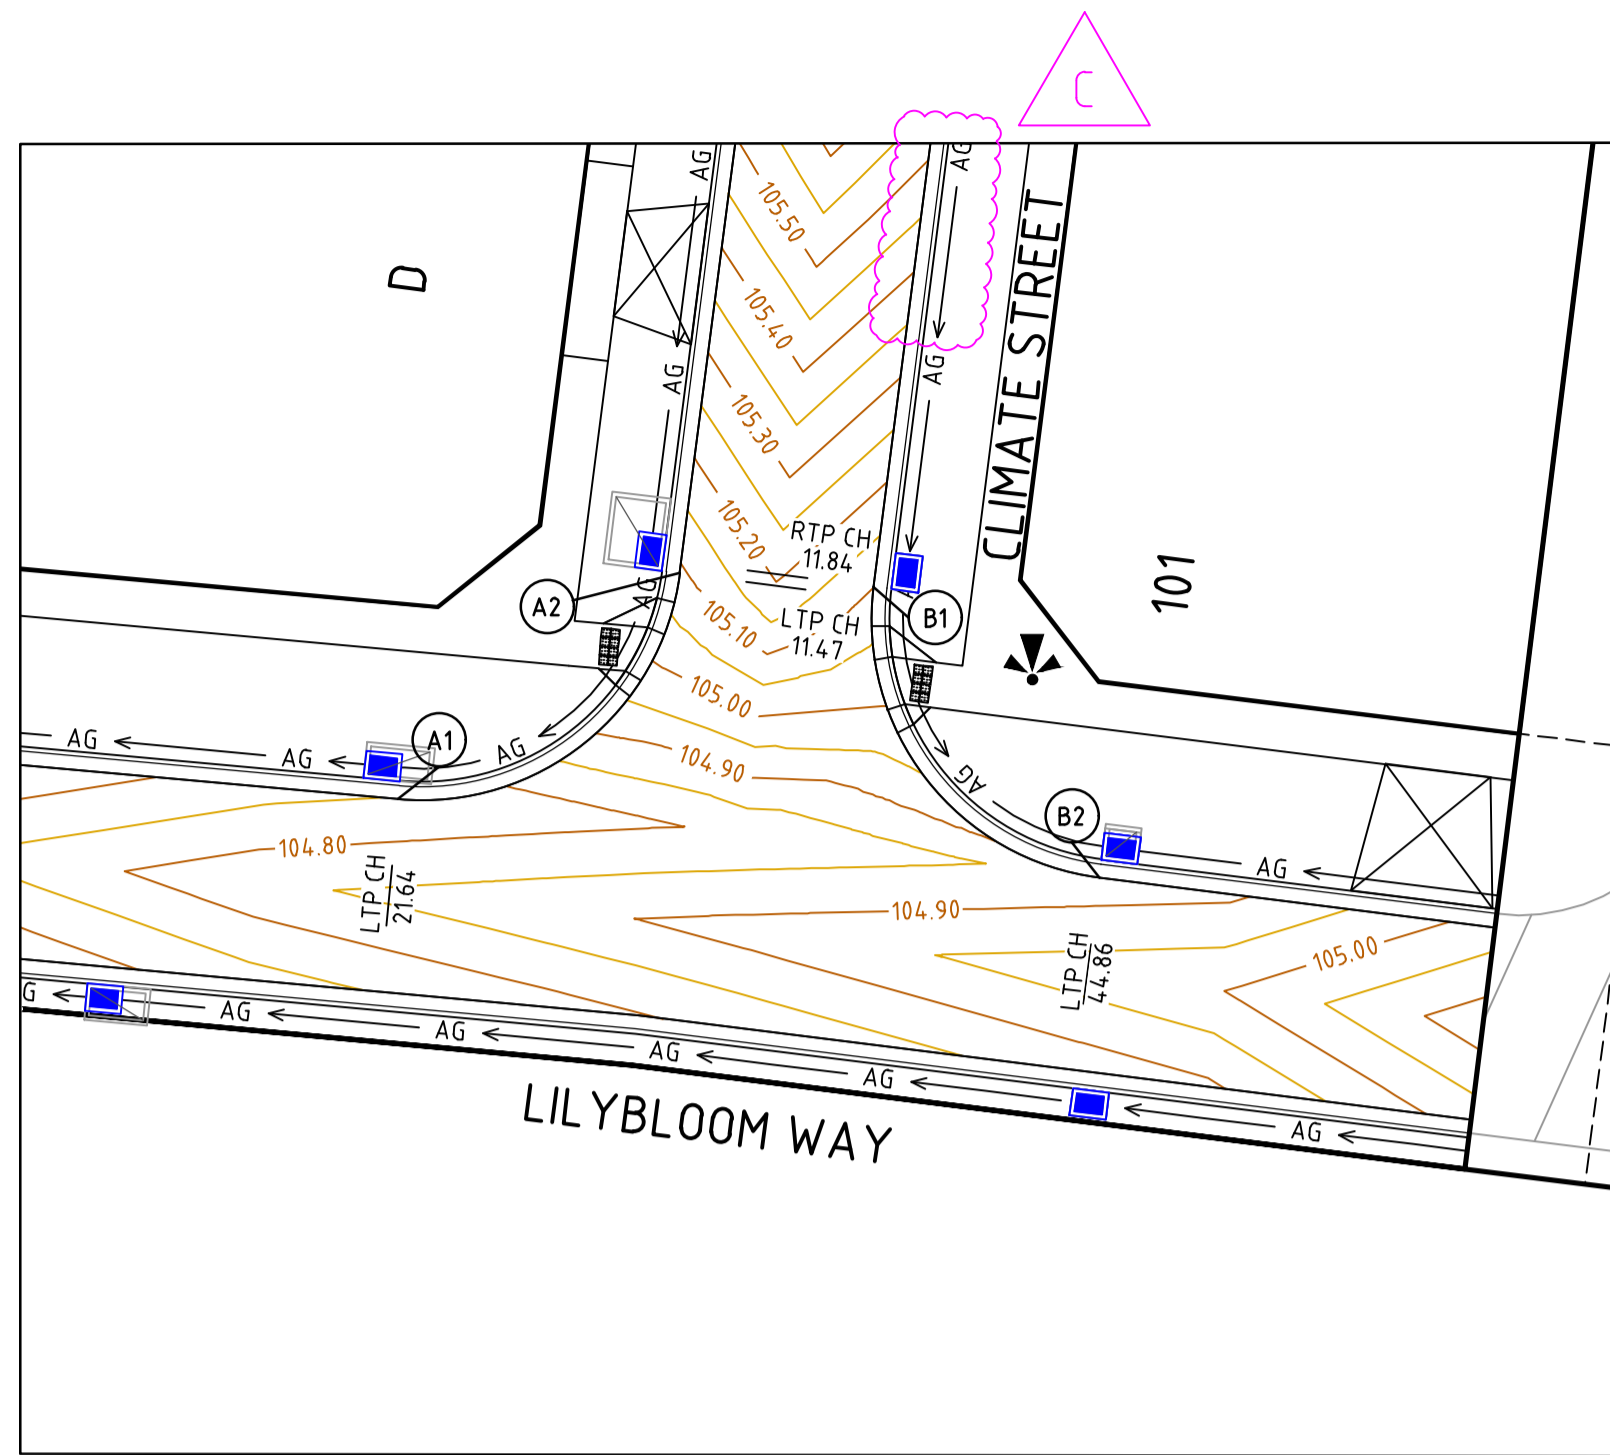 C
AG
AG
105.50
D
CLIMATE STREET
105.40
AG
AG
105.30
105.20
RTP CH
11.84
101
A2
AG
105.10
LTP CH
11.47
B1
105.00
AG
AG
A1
AG
104.90
AG
B2
104.80
LTP CH
21.64
104.90
AG
LTP CH
44.86
105.00
G
AG
AG
AG
AG
AG
LILYBLOOM WAY